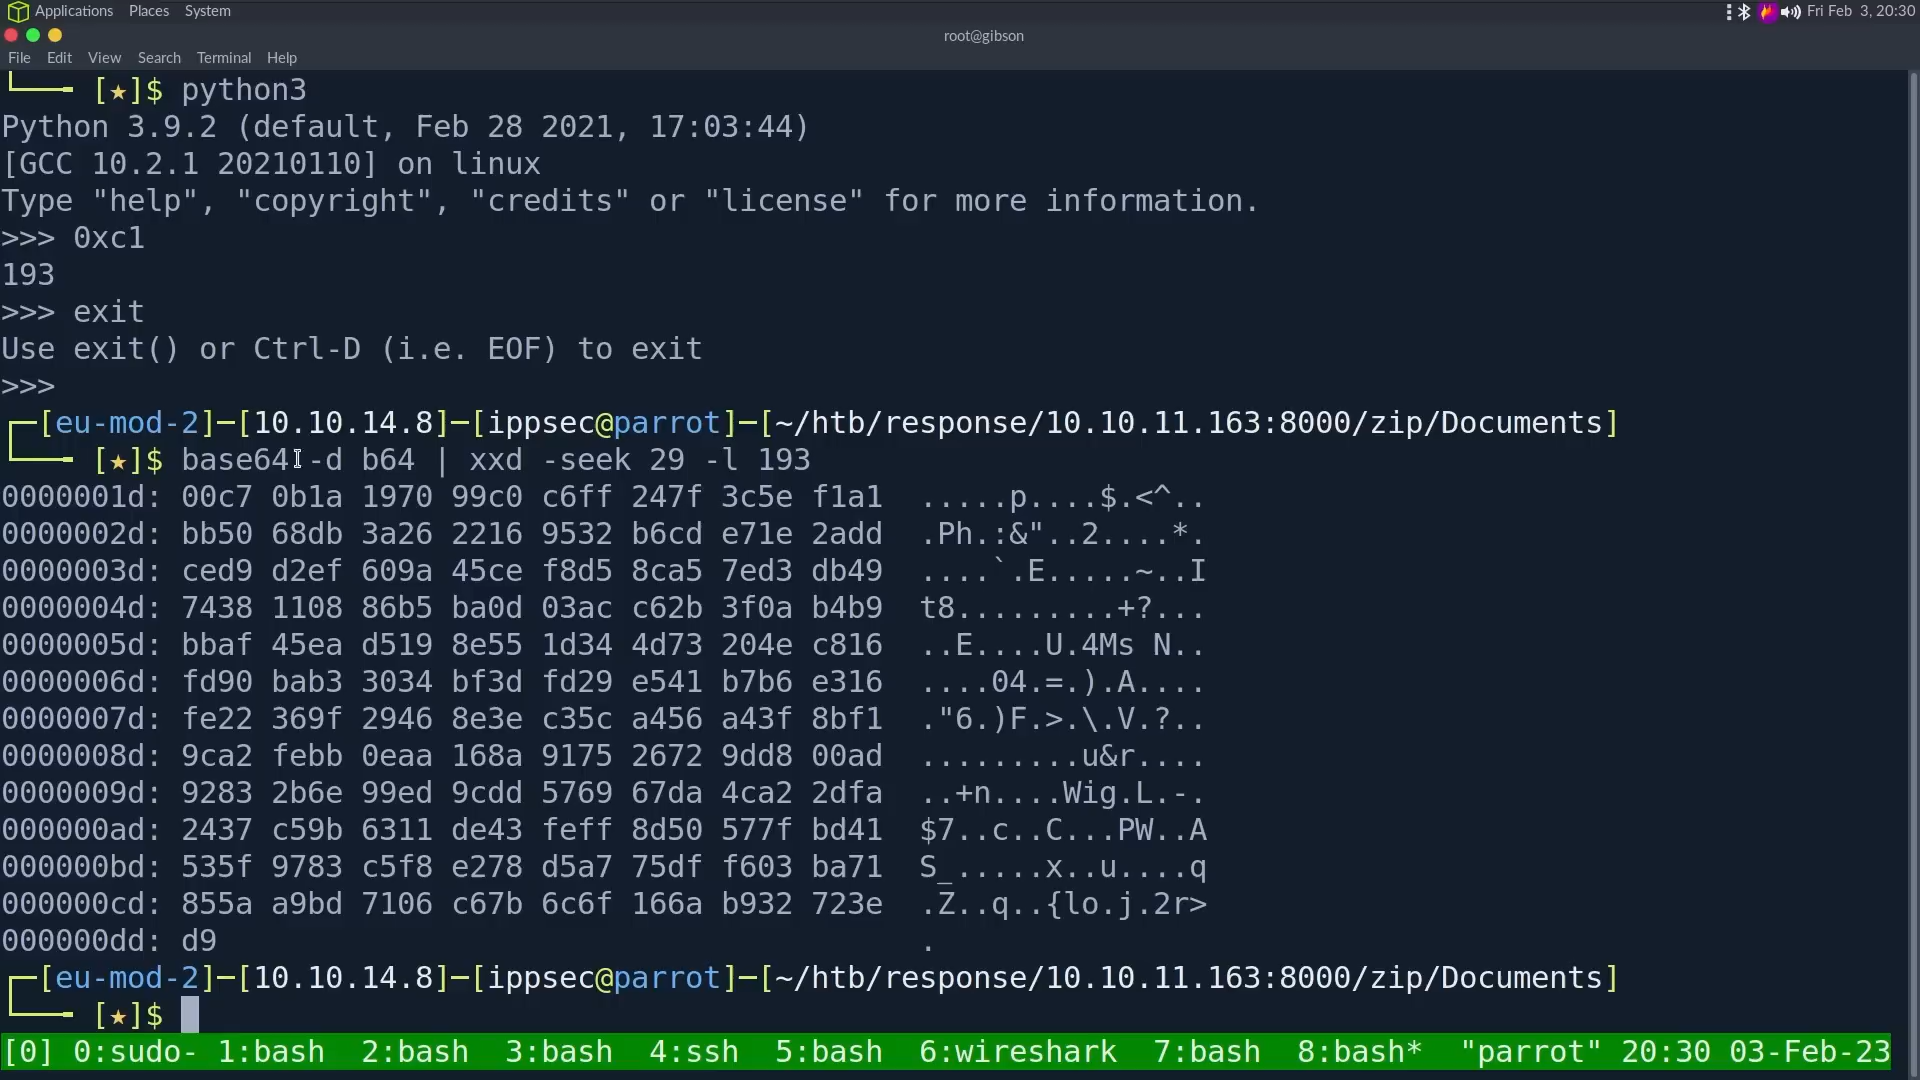 Applications Places System Fri Feb 3, 20:30
root@gibson
File Edit View Search Terminal Help
└──╼ [★]$ python3
Python 3.9.2 (default, Feb 28 2021, 17:03:44)
[GCC 10.2.1 20210110] on linux
Type "help", "copyright", "credits" or "license" for more information.
>>> 0xc1
193
>>> exit
Use exit() or Ctrl-D (i.e. EOF) to exit
>>>
┌─[eu-mod-2]─[10.10.14.8]─[ippsec@parrot]─[~/htb/response/10.10.11.163:8000/zip/Documents]
└──╼ [★]$ base64 -d b64 | xxd -seek 29 -l 193
0000001d: 00c7 0b1a 1970 99c0 c6ff 247f 3c5e f1a1  .....p....$.<^..
0000002d: bb50 68db 3a26 2216 9532 b6cd e71e 2add  .Ph.:&"..2....*.
0000003d: ced9 d2ef 609a 45ce f8d5 8ca5 7ed3 db49  ....`.E.....~..I
0000004d: 7438 1108 86b5 ba0d 03ac c62b 3f0a b4b9  t8.........+?...
0000005d: bbaf 45ea d519 8e55 1d34 4d73 204e c816  ..E....U.4Ms N..
0000006d: fd90 bab3 3034 bf3d fd29 e541 b7b6 e316  ....04.=.).A....
0000007d: fe22 369f 2946 8e3e c35c a456 a43f 8bf1  ."6.)F.>.\.V.?..
0000008d: 9ca2 febb 0eaa 168a 9175 2672 9dd8 00ad  .........u&r....
0000009d: 9283 2b6e 99ed 9cdd 5769 67da 4ca2 2dfa  ..+n....Wig.L.-.
000000ad: 2437 c59b 6311 de43 feff 8d50 577f bd41  $7..c..C...PW..A
000000bd: 535f 9783 c5f8 e278 d5a7 75df f603 ba71  S_.....x..u....q
000000cd: 855a a9bd 7106 c67b 6c6f 166a b932 723e  .Z..q..{lo.j.2r>
000000dd: d9                                       .
┌─[eu-mod-2]─[10.10.14.8]─[ippsec@parrot]─[~/htb/response/10.10.11.163:8000/zip/Documents]
└──╼ [★]$
[0] 0:sudo- 1:bash  2:bash  3:bash  4:ssh  5:bash  6:wireshark  7:bash  8:bash*  "parrot" 20:30 03-Feb-23